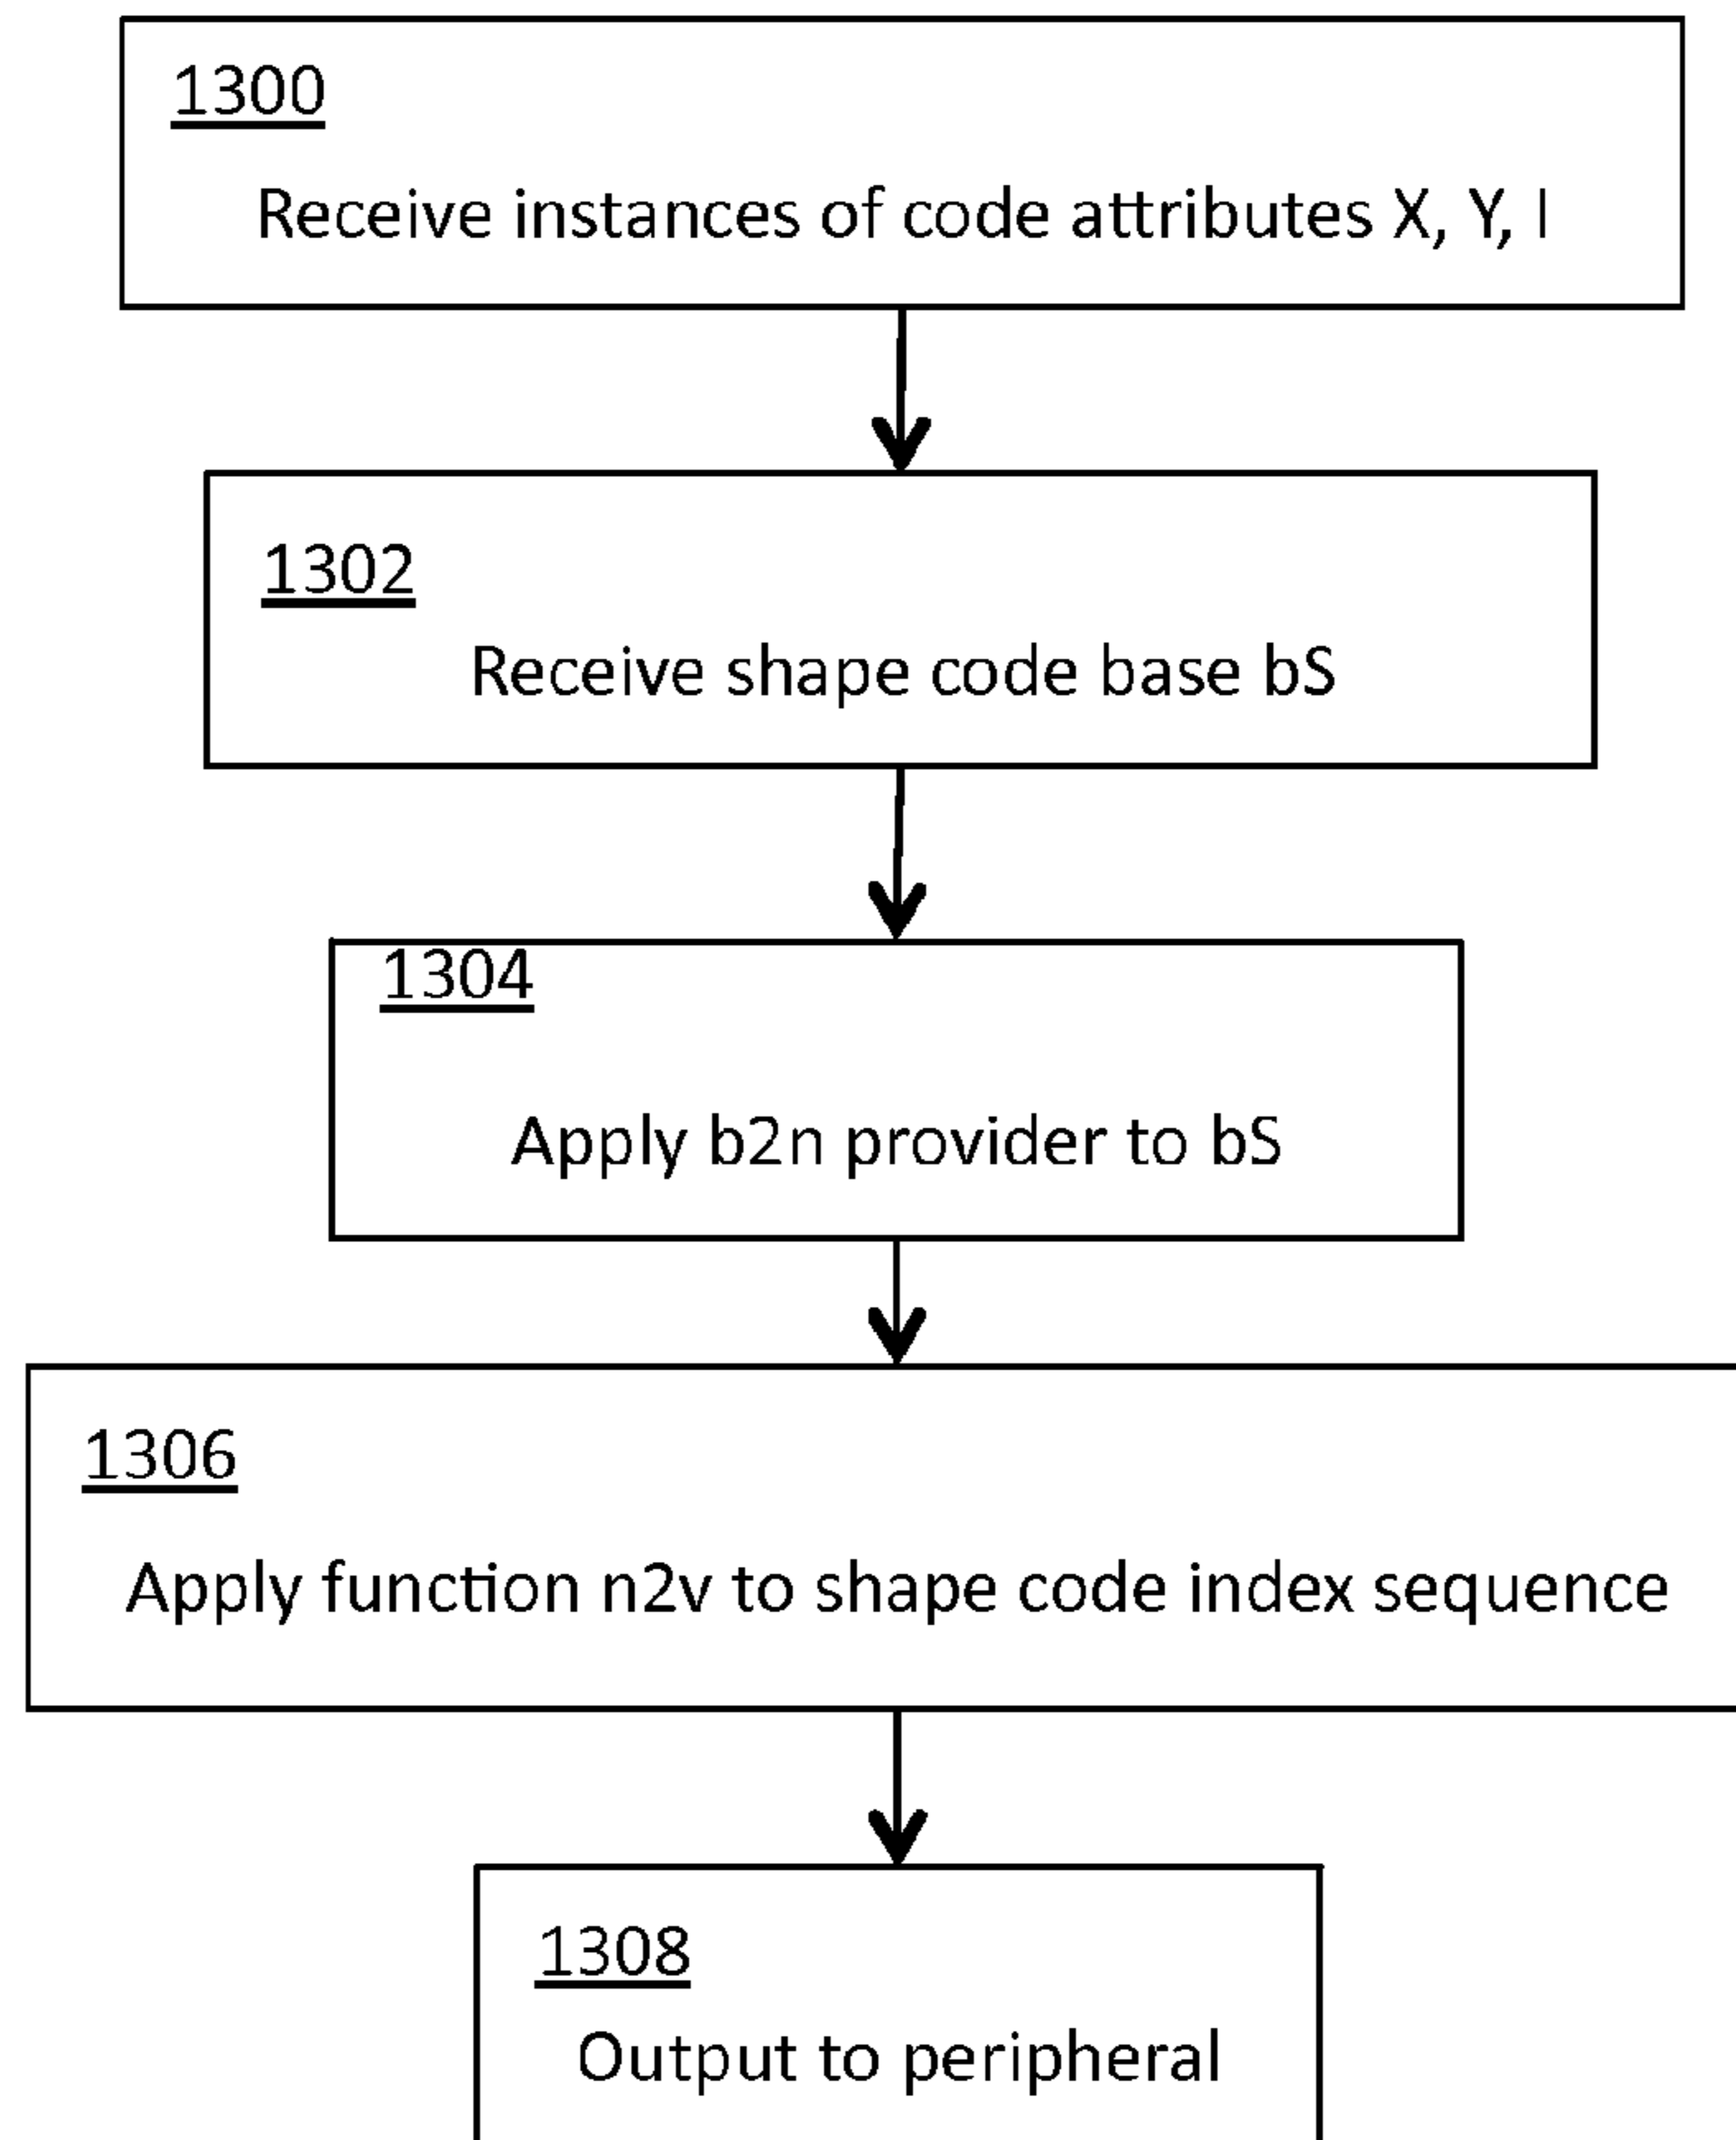 1300
Receive instances of code attributes X, Y, I
1302
Receive shape code base bS
1304
Apply b2n provider to bS
1306
Apply function n2v to shape code index sequence
1308
Output to peripheral